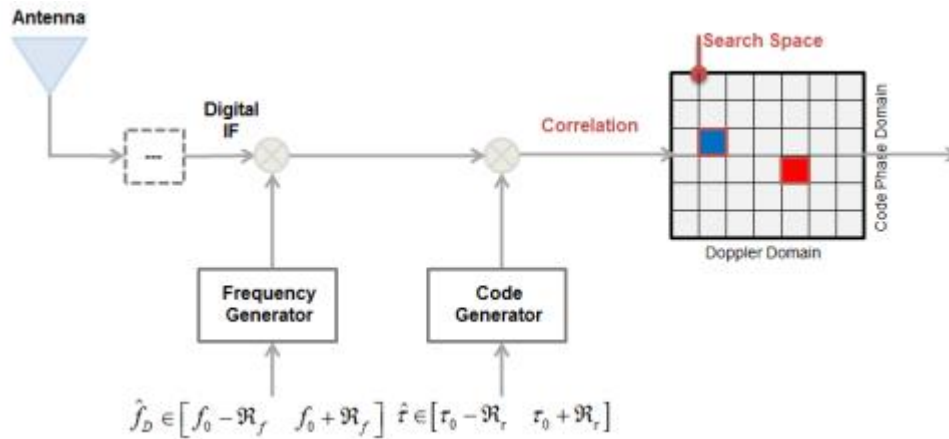 Antenna
Search Space
Digital
IF
Correlation
---
Code Phase Domain
Doppler Domain
Frequency
Generator
Code
Generator
f̂_D ∈ [f_0 − ℜ_f   f_0 + ℜ_f]  τ̂ ∈ [τ_0 − ℜ_τ   τ_0 + ℜ_τ]